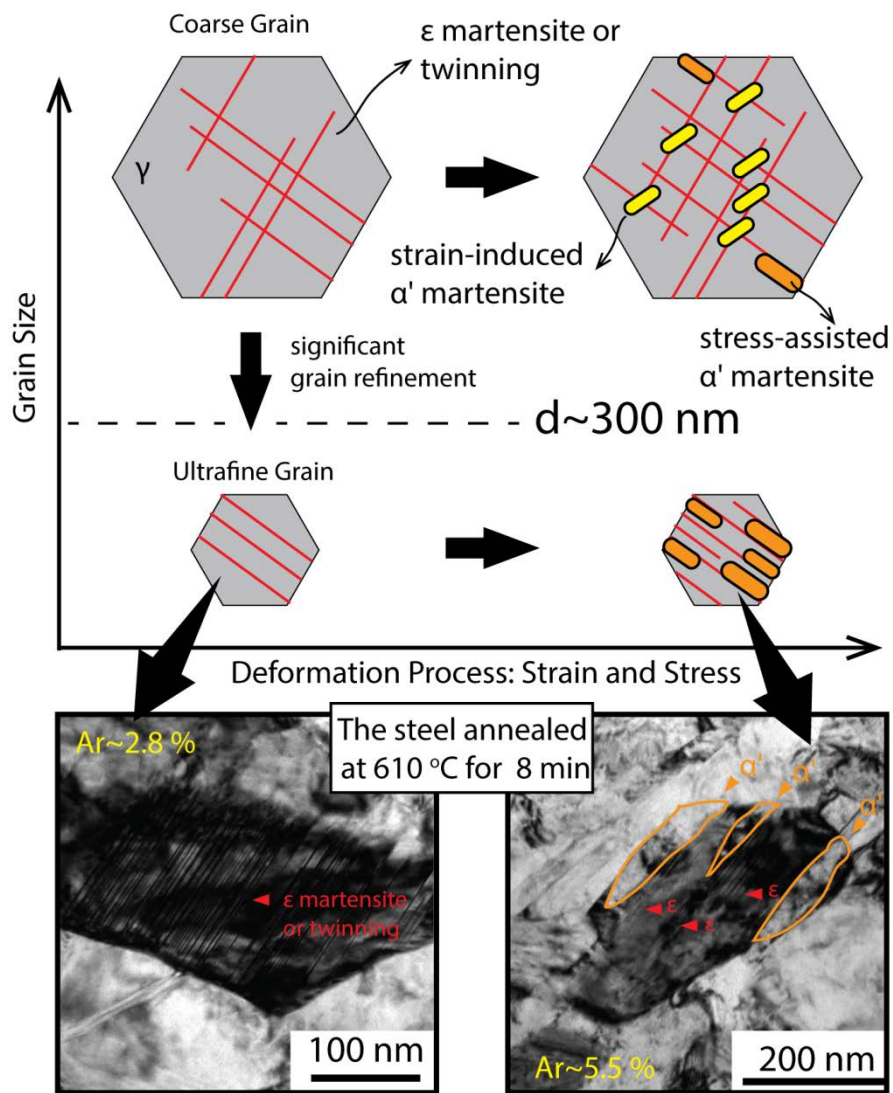 Coarse Grain
ε martensite or
twinning
γ
strain-induced
α' martensite
stress-assisted
α' martensite
Grain Size
significant
grain refinement
d~300 nm
Ultrafine Grain
Deformation Process: Strain and Stress
The steel annealed
at 610 °C for 8 min
Ar~2.8 %
ε martensite
or twinning
100 nm
α'
α'
α'
ε
ε
ε
Ar~5.5 %
200 nm